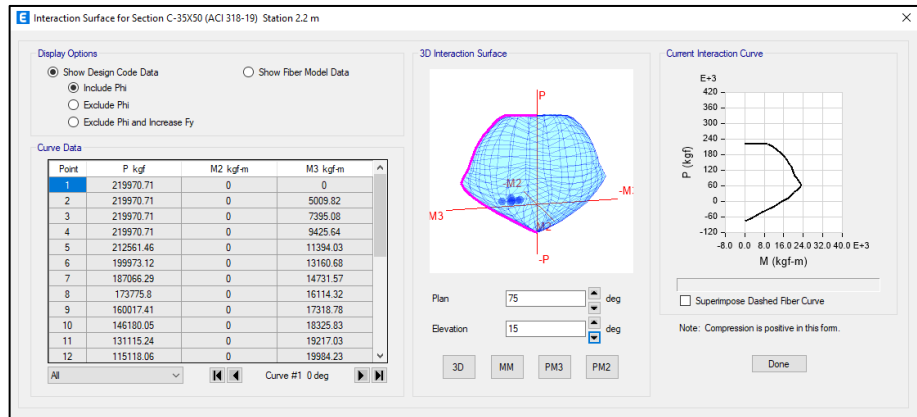 E Interaction Surface for Section C-35X50 (ACI 318-19) Station 2.2 m
Display Options
Show Design Code Data
Show Fiber Model Data
Include Phi
Exclude Phi
Exclude Phi and Increase Fy
Curve Data
Point P kgf M2 kgf-m M3 kgf-m
1 219970.71 0 0
2 219970.71 0 5009.82
3 219970.71 0 7395.08
4 219970.71 0 9425.64
5 212561.46 0 11394.03
6 199973.12 0 13160.68
7 187066.29 0 14731.57
8 173775.8 0 16114.32
9 160017.41 0 17318.78
10 146180.05 0 18325.83
11 131115.24 0 19217.03
12 115118.06 0 19984.23
All
Curve #1 0 deg
3D Interaction Surface
P
-M2
-M3
M3
M2
-P
Plan 75 deg
Elevation 15 deg
3D MM PM3 PM2
Current Interaction Curve
E+3
420
360
300
240
180
120
60
0
-60
-120
P (kgf)
-8.0 0.0 8.0 16.0 24.0 32.0 40.0 E+3
M (kgf-m)
Superimpose Dashed Fiber Curve
Note: Compression is positive in this form.
Done